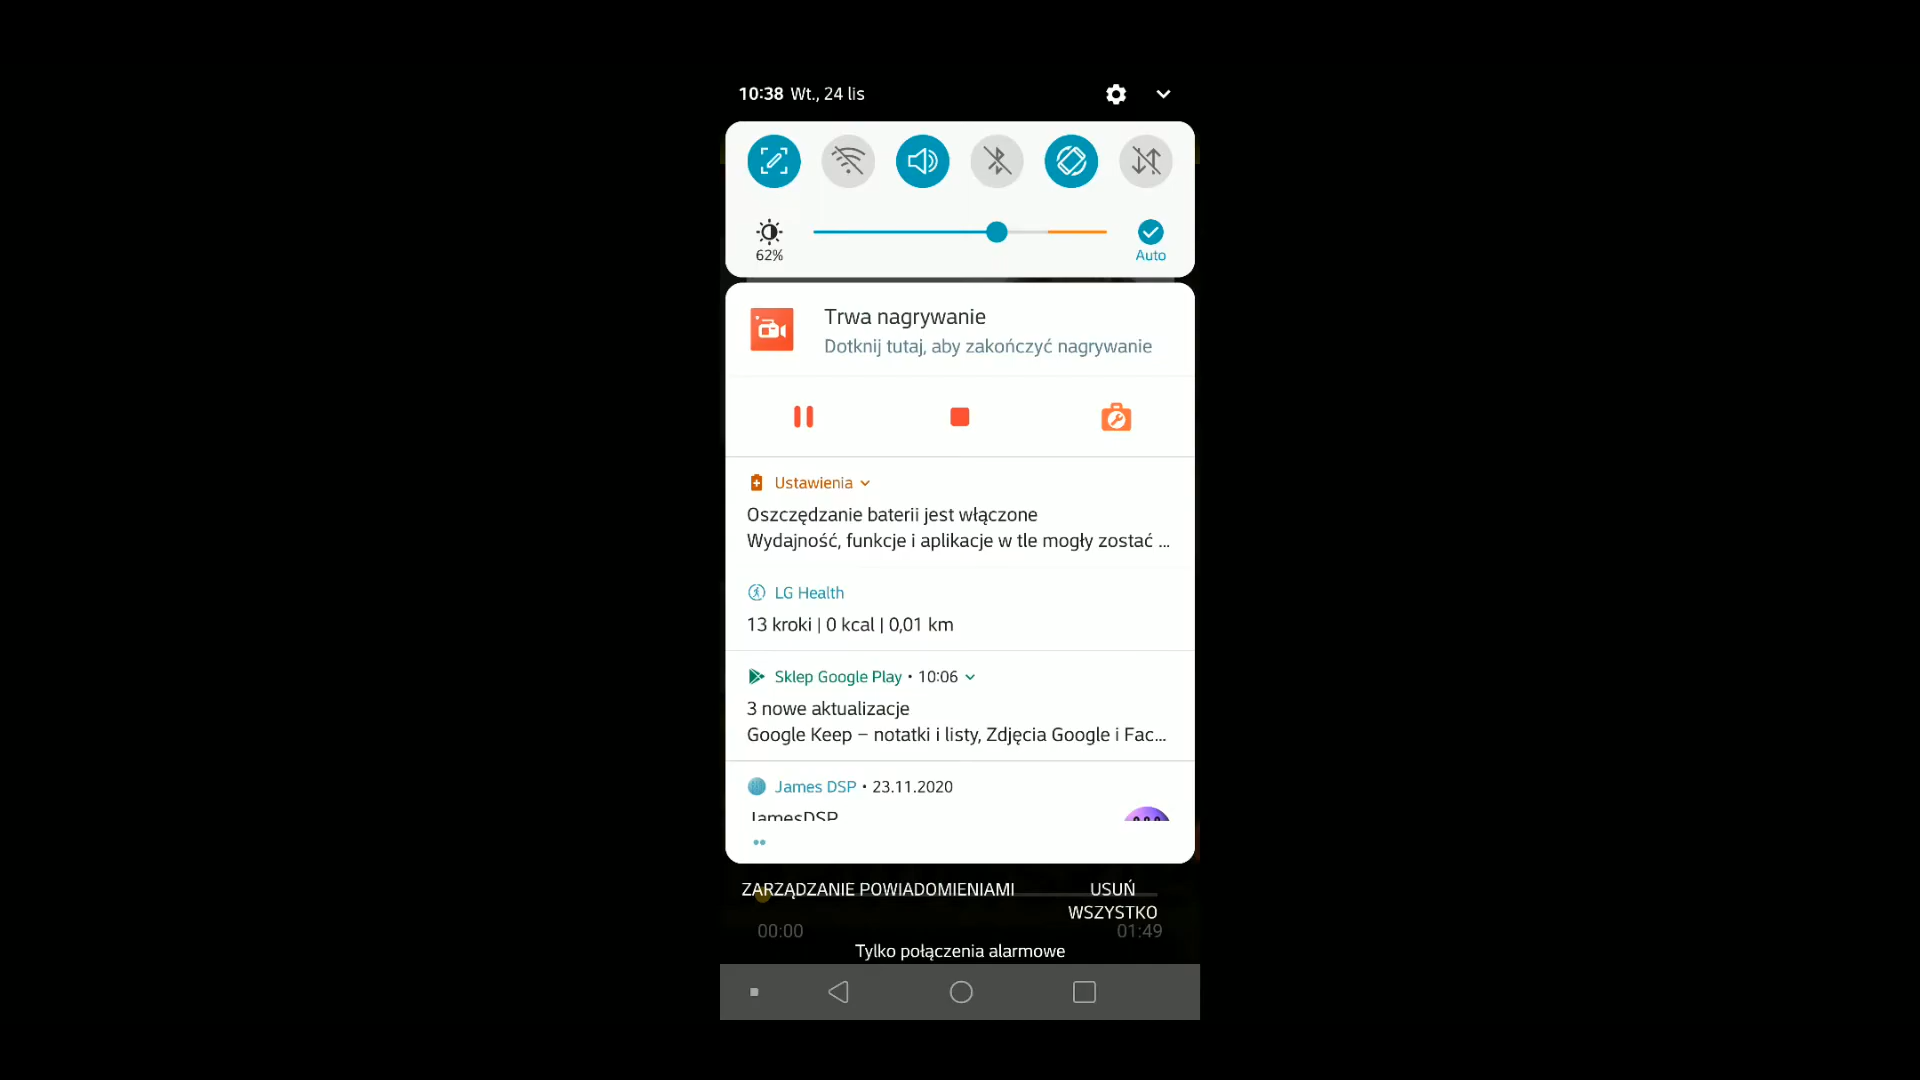 10:38 Wt., 24 lis
62%
Auto
Trwa nagrywanie
Dotknij tutaj, aby zakończyć nagrywanie
Ustawienia
Oszczędzanie baterii jest włączone
Wydajność, funkcje i aplikacje w tle mogły zostać ...
LG Health
13 kroki | 0 kcal | 0,01 km
Sklep Google Play • 10:06
3 nowe aktualizacje
Google Keep – notatki i listy, Zdjęcia Google i Fac...
James DSP • 23.11.2020
JamesDSP
ZARZĄDZANIE POWIADOMIENIAMI
USUŃ
WSZYSTKO
00:00
01:49
Tylko połączenia alarmowe